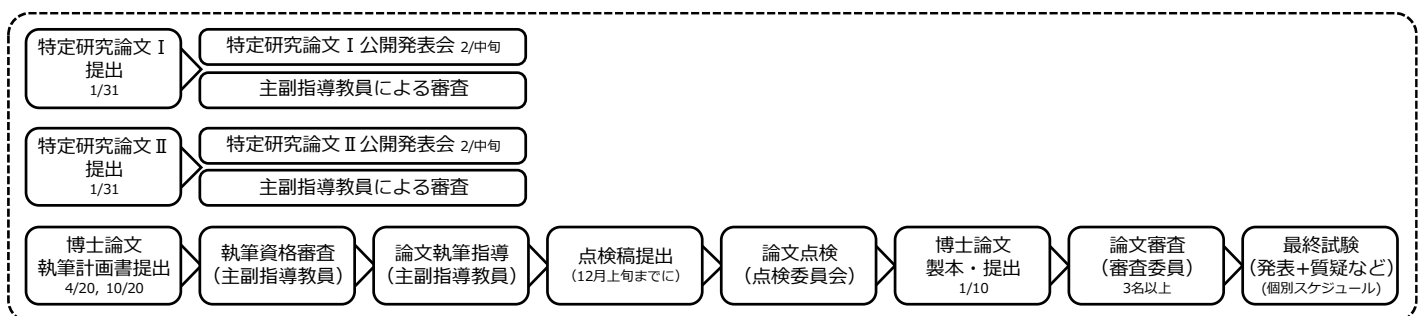 特定研究論文Ⅰ
提出
1/31
特定研究論文Ⅰ公開発表会 2/中旬
主副指導教員による審査
特定研究論文Ⅱ
提出
1/31
特定研究論文Ⅱ公開発表会 2/中旬
主副指導教員による審査
博士論文
執筆計画書提出
4/20, 10/20
執筆資格審査
(主副指導教員)
論文執筆指導
(主副指導教員)
点検稿提出
(12月上旬までに)
論文点検
(点検委員会)
博士論文
製本・提出
1/10
論文審査
(審査委員)
3名以上
最終試験
(発表+質疑など)
(個別スケジュール)